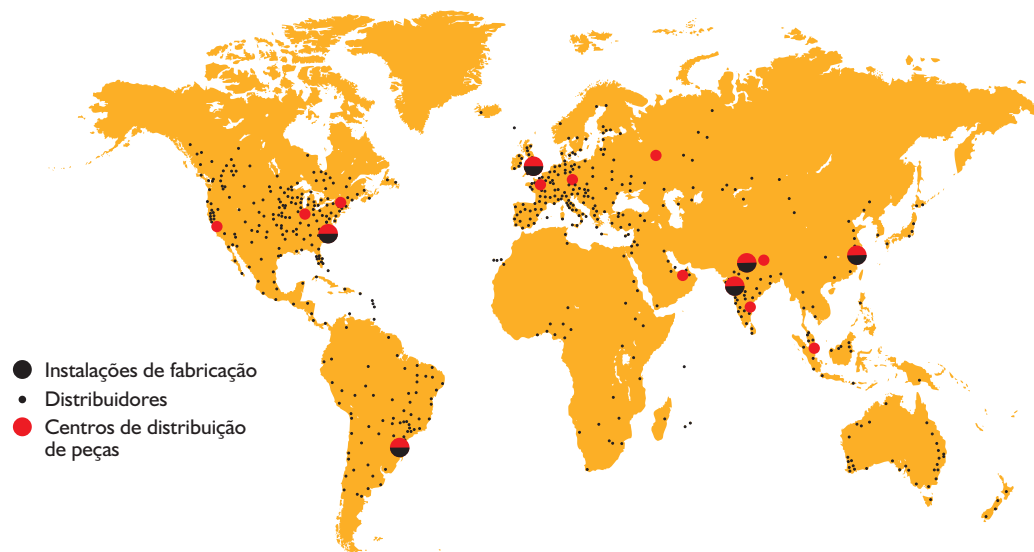 Instalações de fabricação
Distribuidores
Centros de distribuição
de peças